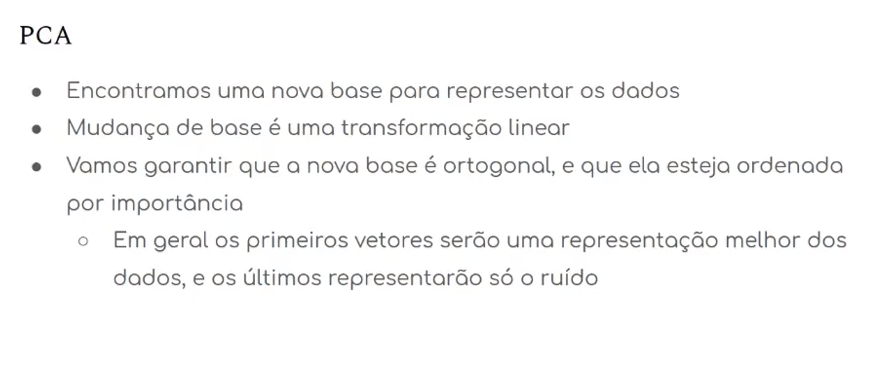 PCA
● Encontramos uma nova base para representar os dados
● Mudança de base é uma transformação linear
● Vamos garantir que a nova base é ortogonal, e que ela esteja ordenada
por importância
○ Em geral os primeiros vetores serão uma representação melhor dos
dados, e os últimos representarão só o ruído